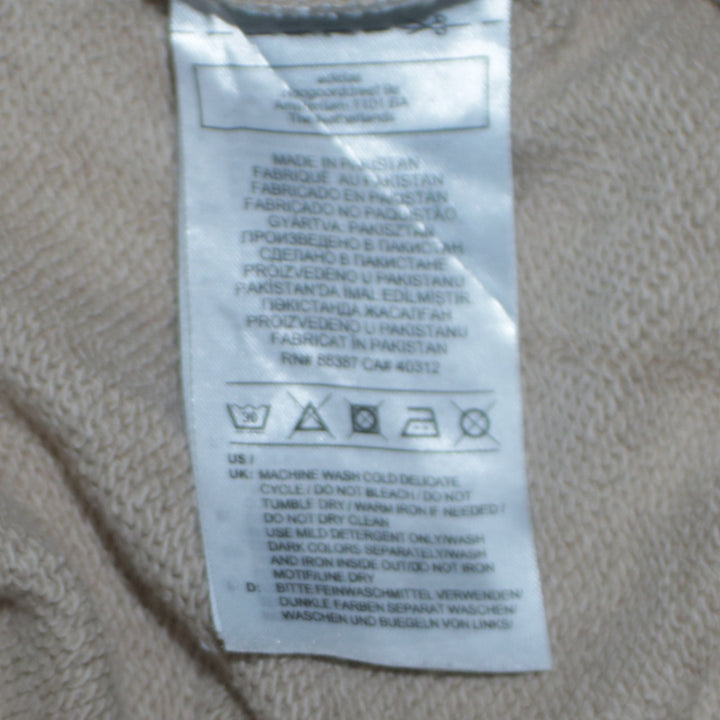 adidas
Amsterdam 1101 BA
The Netherlands
MADE IN PAKISTAN
FABRIQUÉ AU PAKISTAN
FABRICADO EN PAKISTAN
FABRICADO NO PAQUISTÃO
GYÁRTVA: PAKISZTÁN
ПРОИЗВЕДЕНО В ПАКИСТАН
СДЕЛАНО В ПАКИСТАНЕ
PROIZVEDENO U PAKISTANU
PAKİSTAN'DA İMAL EDİLMİŞTİR
ПӘКІСТАНДА ЖАСАЛҒАН
PROIZVEDENO U PAKISTANU
FABRICAT ÎN PAKISTAN
RN# 88387 CA# 40312
30
US /
UK: MACHINE WASH COLD DELICATE
CYCLE / DO NOT BLEACH / DO NOT
TUMBLE DRY / WARM IRON IF NEEDED /
DO NOT DRY CLEAN
USE MILD DETERGENT ONLY/WASH
DARK COLORS SEPARATELY/WASH
AND IRON INSIDE OUT/DO NOT IRON
MOTIF/LINE DRY
D: BITTE FEINWASCHMITTEL VERWENDEN/
DUNKLE FARBEN SEPARAT WASCHEN/
WASCHEN UND BUEGELN VON LINKS/